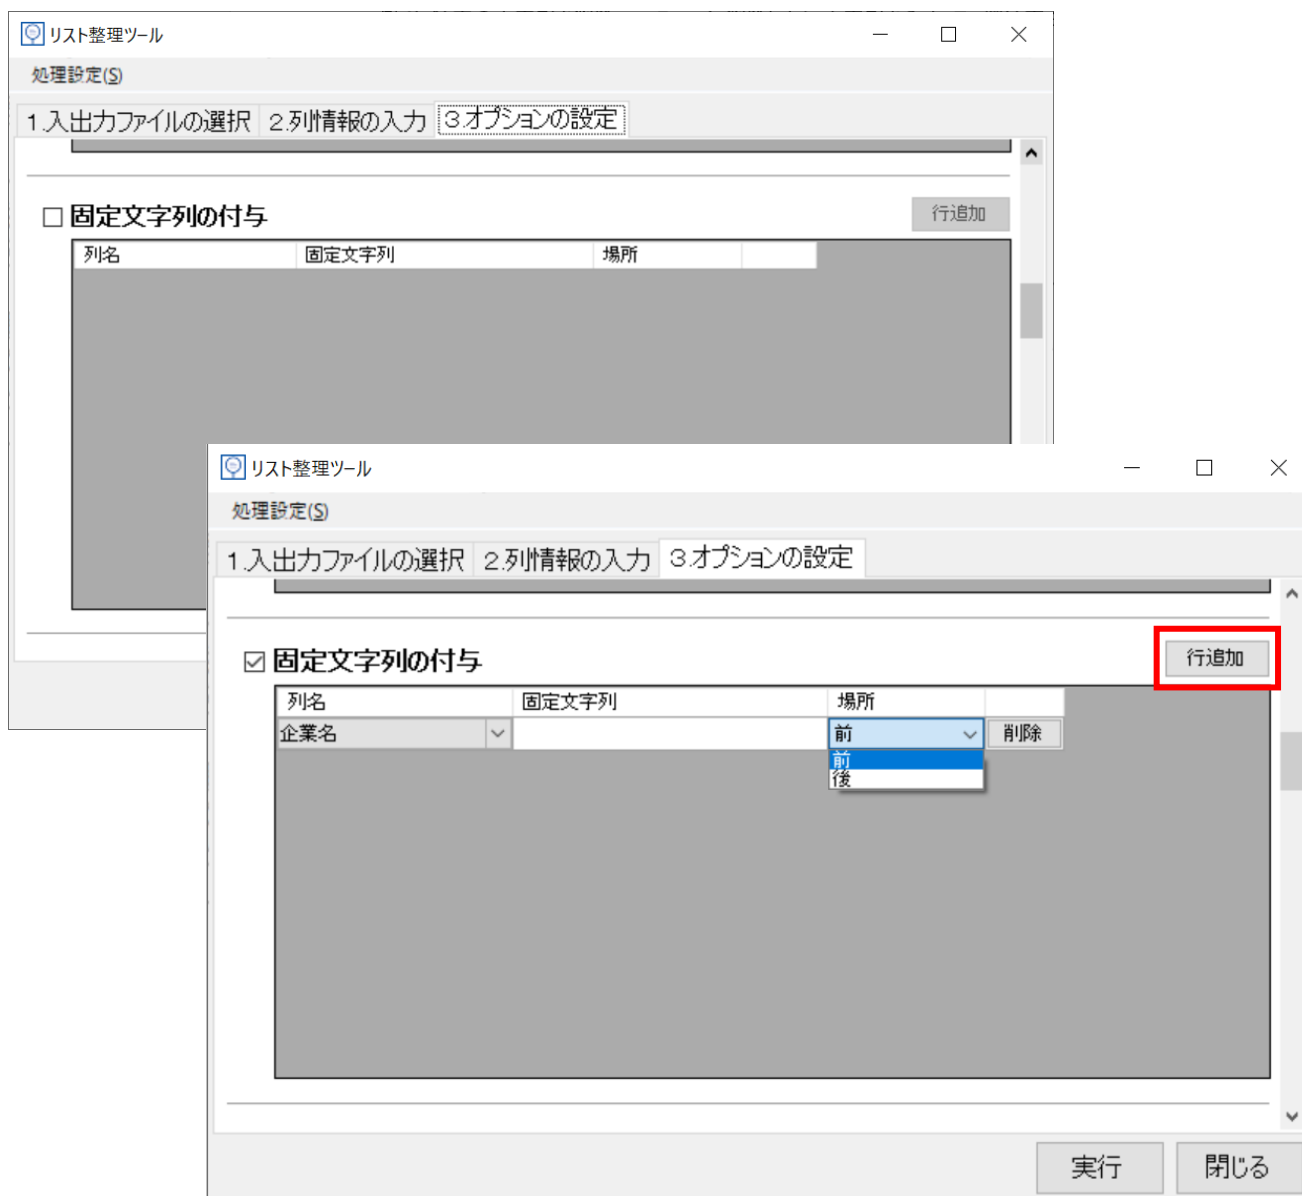 リスト整理ツール
処理設定(S)
1.入出力ファイルの選択 2.列情報の入力 3.オプションの設定
固定文字列の付与 行追加
列名 固定文字列 場所
リスト整理ツール
処理設定(S)
1.入出力ファイルの選択 2.列情報の入力 3.オプションの設定
固定文字列の付与 行追加
列名 固定文字列 場所
企業名 前 削除
前
後
実行 閉じる